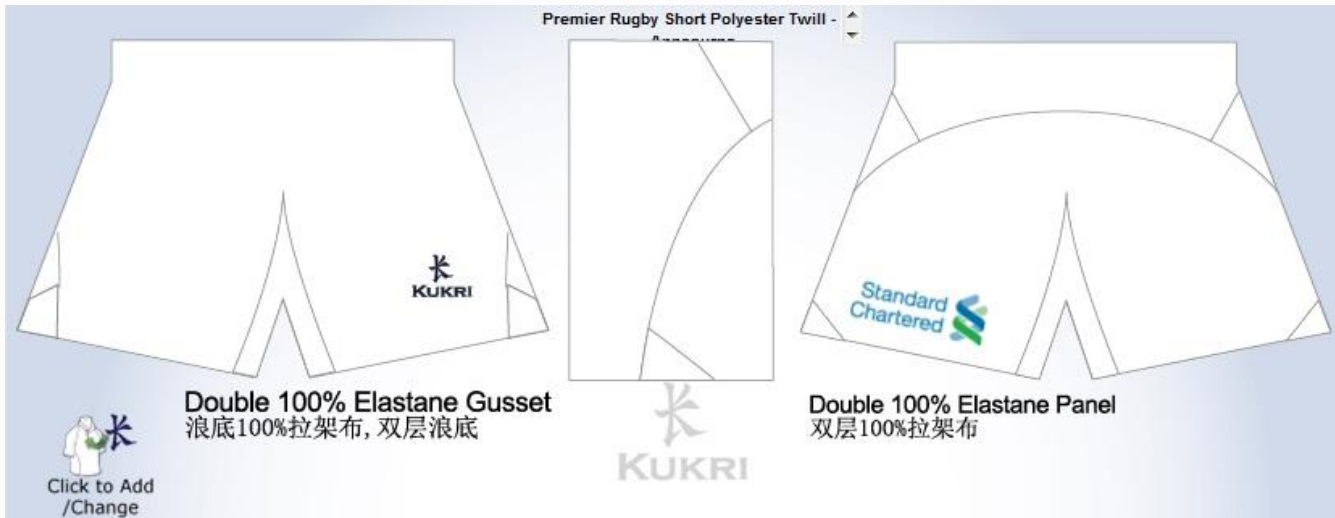 Premier Rugby Short Polyester Twill -
KUKRI
Standard
Chartered
Double 100% Elastane Gusset
浪底100%拉架布, 双层浪底
Double 100% Elastane Panel
双层100%拉架布
长
KUKRI
Click to Add
/Change